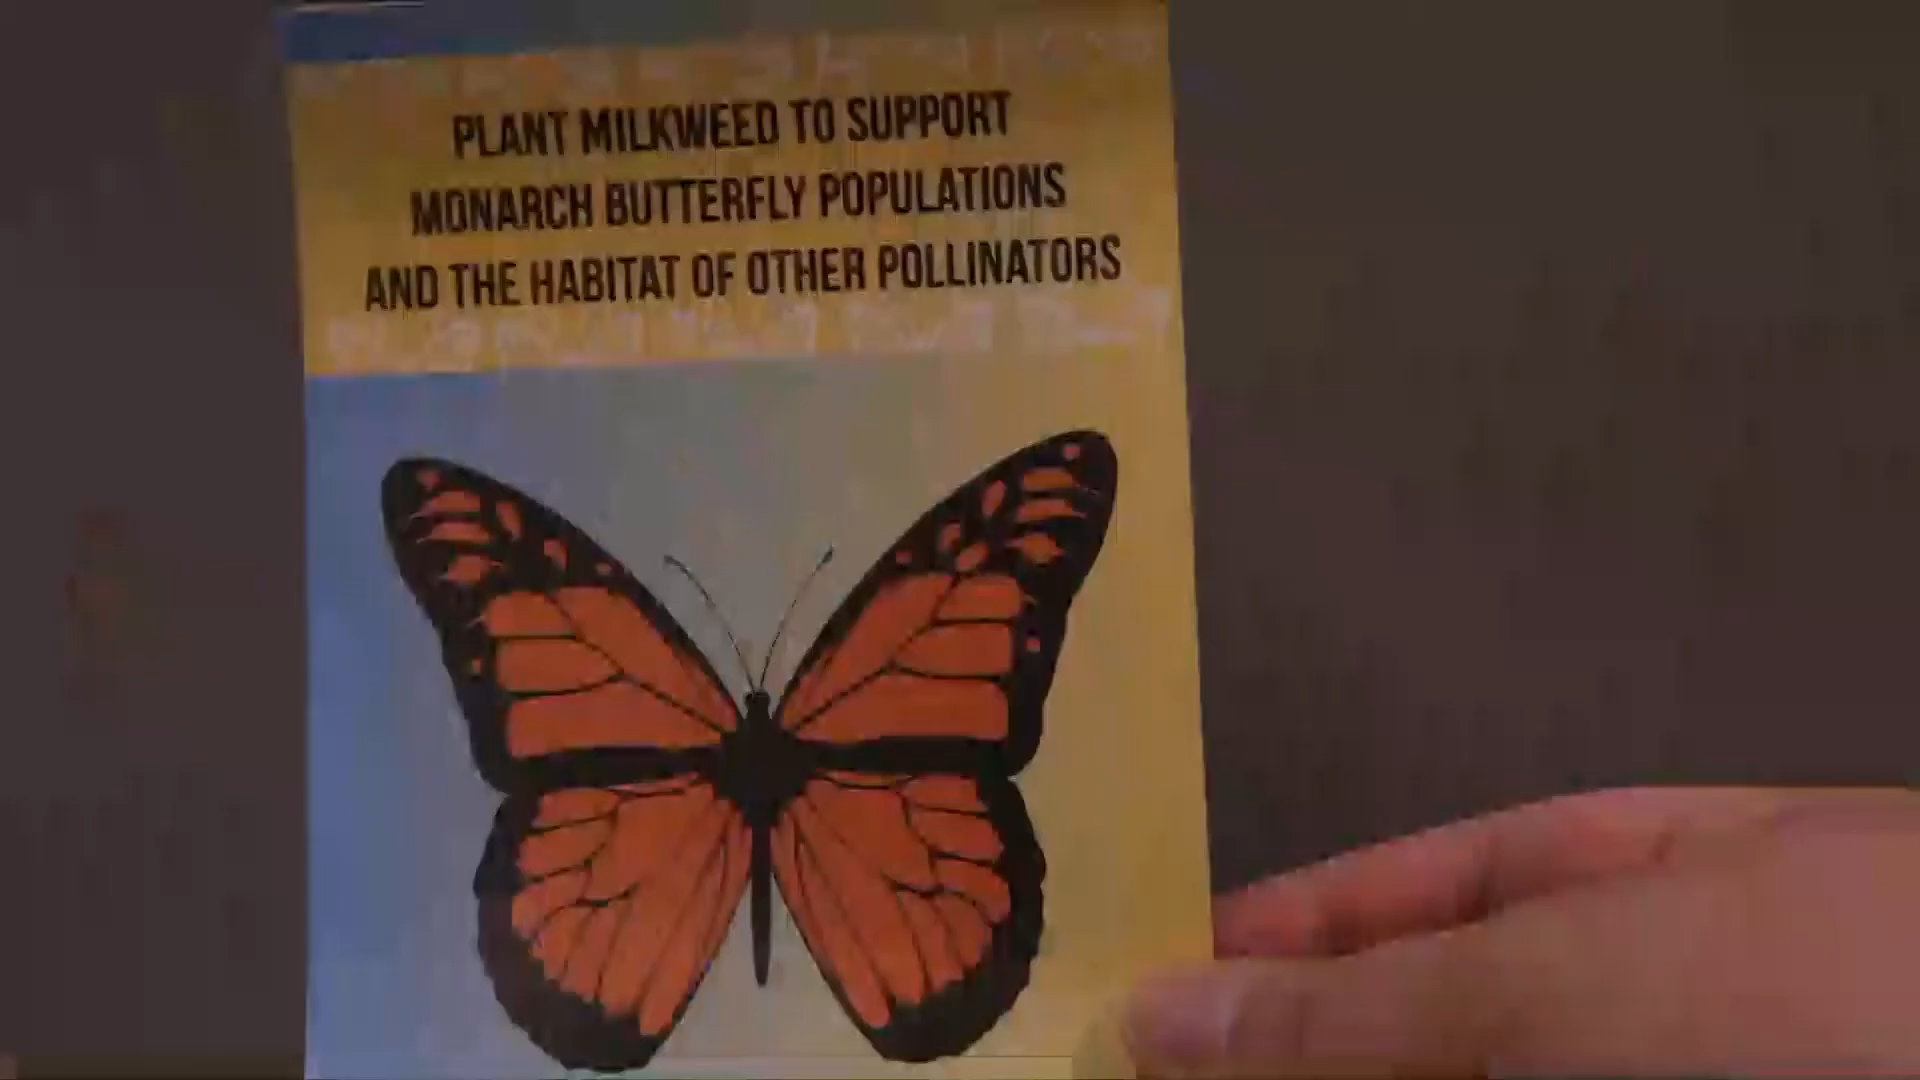 PLANT MILKWEED TO SUPPORT
MONARCH BUTTERFLY POPULATIONS
AND THE HABITAT OF OTHER POLLINATORS